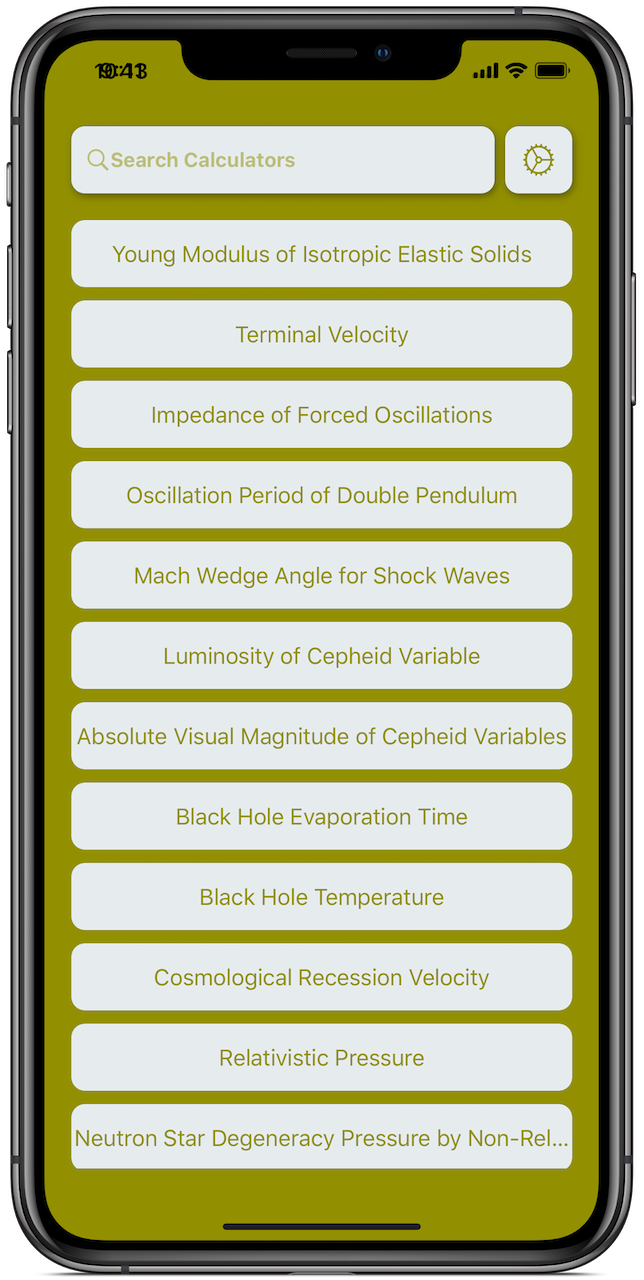 Search Calculators
Young Modulus of Isotropic Elastic Solids
Terminal Velocity
Impedance of Forced Oscillations
Oscillation Period of Double Pendulum
Mach Wedge Angle for Shock Waves
Luminosity of Cepheid Variable
Absolute Visual Magnitude of Cepheid Variables
Black Hole Evaporation Time
Black Hole Temperature
Cosmological Recession Velocity
Relativistic Pressure
Neutron Star Degeneracy Pressure by Non-Rel...